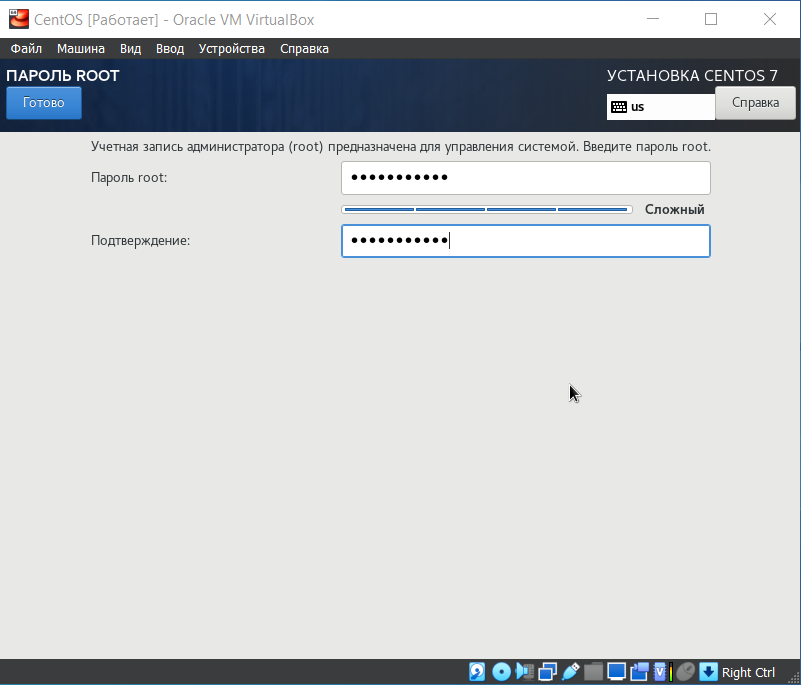 CentOS [Работает] - Oracle VM VirtualBox
Файл Машина Вид Ввод Устройства Справка
ПАРОЛЬ ROOT
УСТАНОВКА CENTOS 7
Готово
us
Справка
Учетная запись администратора (root) предназначена для управления системой. Введите пароль root.
Пароль root: ●●●●●●●●●●●
Сложный
Подтверждение: ●●●●●●●●●●●
Right Ctrl